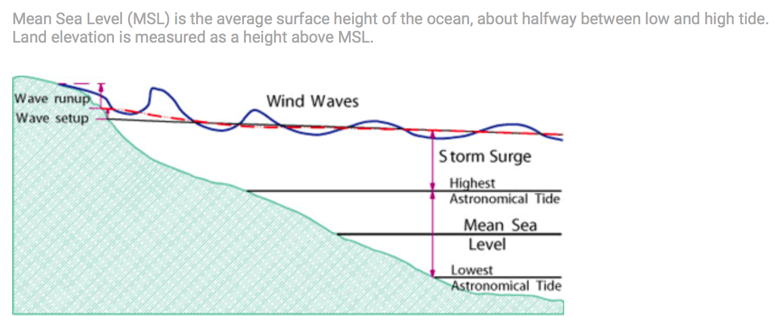 Mean Sea Level (MSL) is the average surface height of the ocean, about halfway between low and high tide.
Land elevation is measured as a height above MSL.
Wave runup
Wind Waves
Wave setup
Storm Surge
Highest
Astronomical Tide
Mean Sea
Level
Lowest
Astronomical Tide